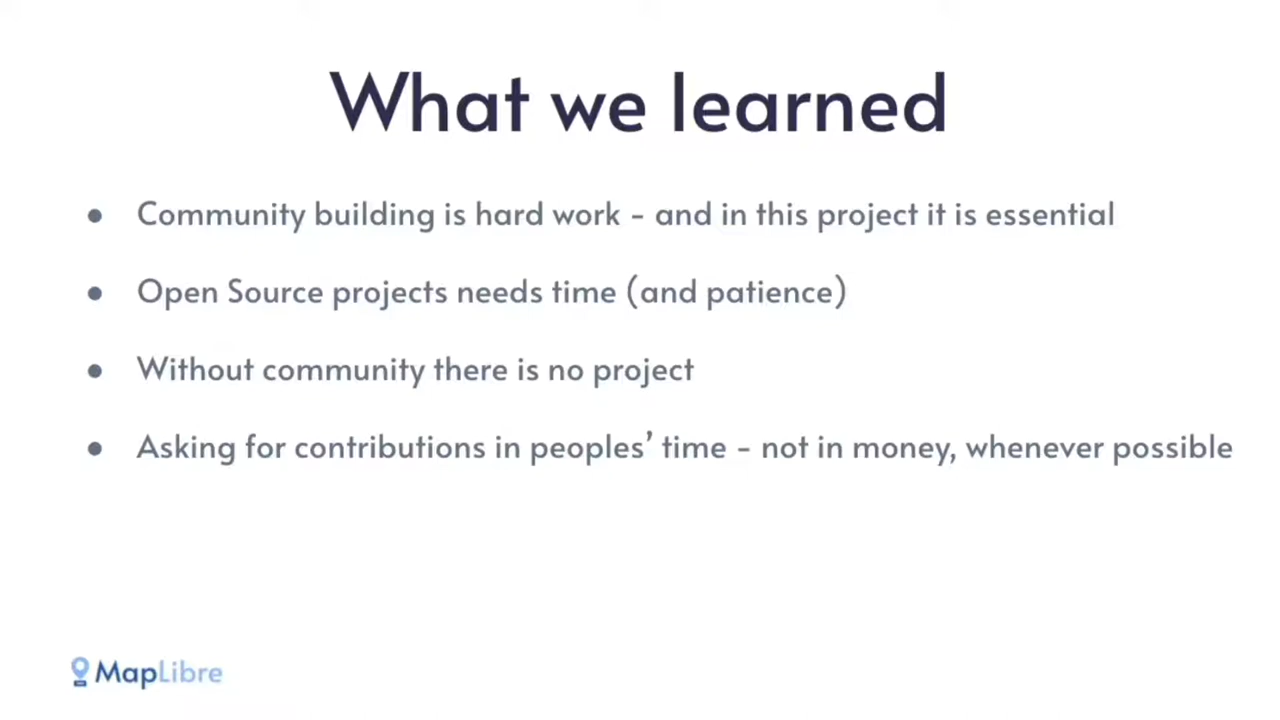 What we learned
● Community building is hard work - and in this project it is essential
● Open Source projects needs time (and patience)
● Without community there is no project
● Asking for contributions in peoples’ time - not in money, whenever possible
MapLibre